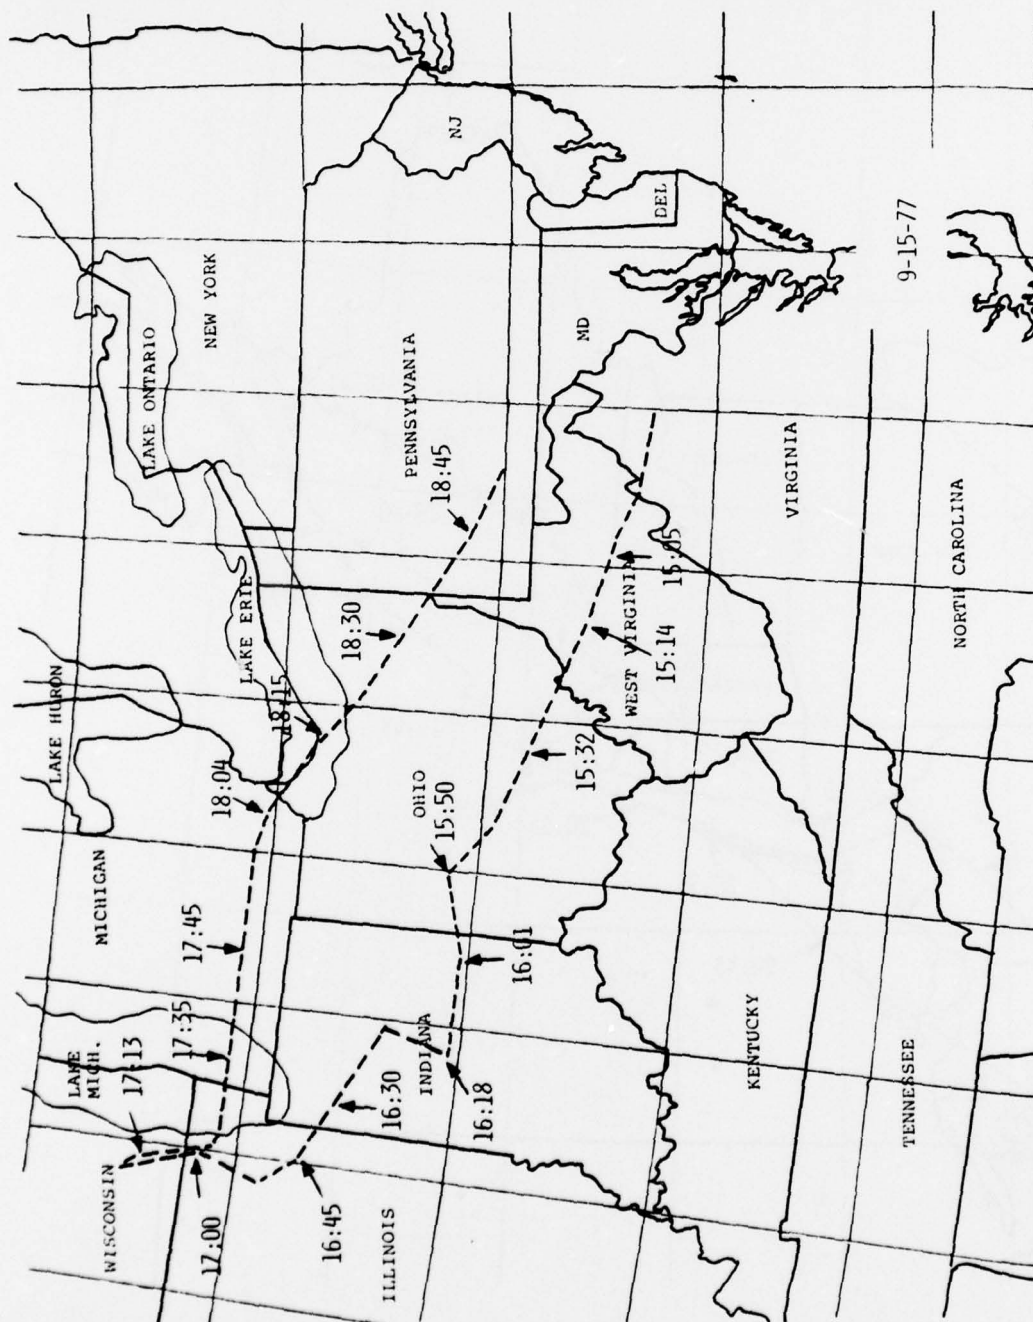 WISCONSIN
LAKE
MICH.
MICHIGAN
LAKE HURON
LAKE ERIE
LAKE ONTARIO
NEW YORK
17:13
17:35
17:45
18:04
18:15
18:30
18:45
PENNSYLVANIA
NJ
17:00
16:45
ILLINOIS
16:30
INDIANA
16:18
16:01
OHIO
15:50
15:32
WEST VIRGINIA
15:14
15:05
MD
DEL
KENTUCKY
VIRGINIA
TENNESSEE
NORTH CAROLINA
9-15-77